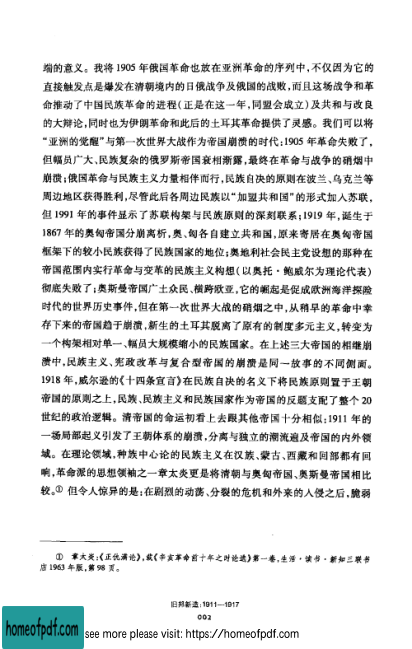 端的意义。我将 1905 年俄国革命也放在亚洲革命的序列中,不仅因为它的
直接触发点是爆发在清朝境内的日俄战争及俄国的战败,而且这场战争和革
命推动了中国民族革命的进程(正是在这一年,同盟会成立)及共和与改良
的大辩论,同时也为伊朗革命和此后的土耳其革命提供了灵感。我们可以将
“亚洲的觉醒”与第一次世界大战作为帝国崩溃的时代:1905 年革命失败了,
但幅员广大、民族复杂的俄罗斯帝国衰相渐露,最终在革命与战争的硝烟中
崩溃;俄国革命与民族主义力量相伴而行,民族自决的原则在波兰、乌克兰等
周边地区获得胜利,尽管此后各周边民族以“加盟共和国”的形式加入苏联,
但 1991 年的事件显示了苏联构架与民族原则的深刻联系;1919 年,诞生于
1867 年的奥匈帝国分崩离析,奥、匈各自建立共和国,原来寄居在奥匈帝国
框架下的较小民族获得了民族国家的地位;奥地利社会民主党设想的那种在
帝国范围内实行革命与变革的民族主义构想(以奥托·鲍威尔为理论代表)
彻底失败了;奥斯曼帝国广土众民、横跨欧亚,它的崛起是促成欧洲海洋探险
时代的世界历史事件,但在第一次世界大战的硝烟之中,从稍早的革命中幸
存下来的帝国趋于崩溃,新生的土耳其脱离了原有的制度多元主义,转变为
一个构架相对单一、幅员大规模缩小的民族国家。在上述三大帝国的相继崩
溃中,民族主义、宪政改革与复合型帝国的崩溃是同一故事的不同侧面。
1918 年,威尔逊的《十四条宣言》在民族自决的名义下将民族原则置于王朝
帝国的原则之上,民族、民族主义和民族国家作为帝国的反题支配了整个 20
世纪的政治逻辑。清帝国的命运初看上去跟其他帝国十分相似:1911 年的
一场局部起义引发了王朝体系的崩溃,分离与独立的潮流遍及帝国的内外领
域。在理论领域,种族中心论的民族主义在汉族、蒙古、西藏和回部都有回
响,革命派的思想领袖之一章太炎更是将清朝与奥匈帝国、奥斯曼帝国相比
较。① 但令人惊异的是:在剧烈的动荡、分裂的危机和外来的入侵之后,脆弱
① 章太炎:《正仇满论》,载《辛亥革命前十年之时论选》第一卷,生活·读书·新知三联书
店 1963 年版,第 98 页。
旧邦新造:1911—1917
003
homeofpdf.com
see more please visit: https://homeofpdf.com